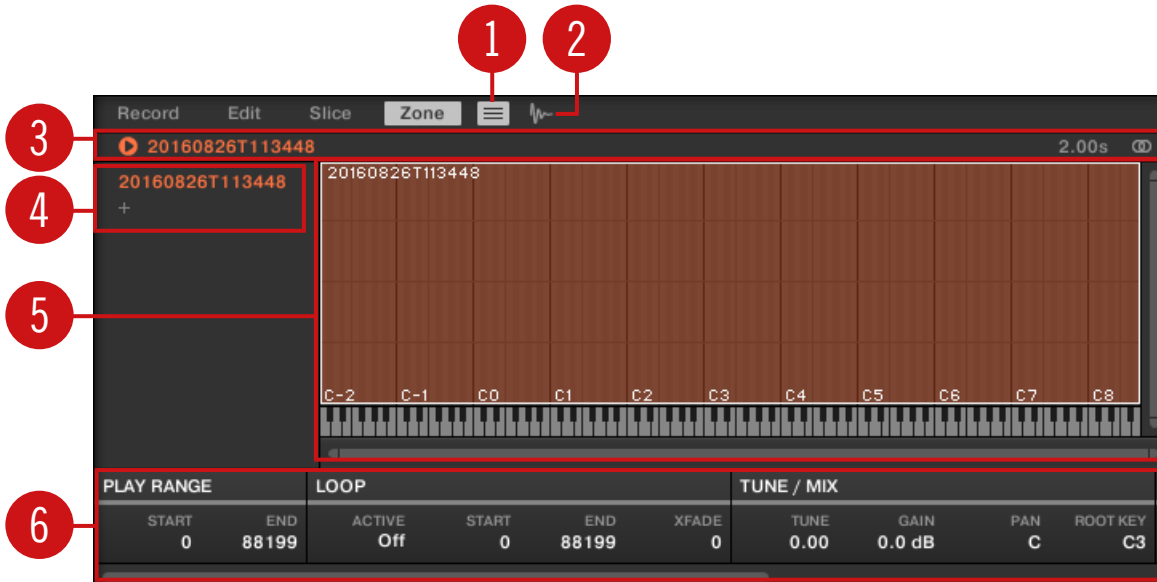 1 2
Record Edit Slice Zone
3
20160826T113448 2.00s
4
20160826T113448
+
20160826T113448
5
C-2 C-1 C0 C1 C2 C3 C4 C5 C6 C7 C8
6
PLAY RANGE LOOP TUNE / MIX
START END ACTIVE START END XFADE TUNE GAIN PAN ROOT KEY
0 88199 Off 0 88199 0 0.00 0.0 dB C C3